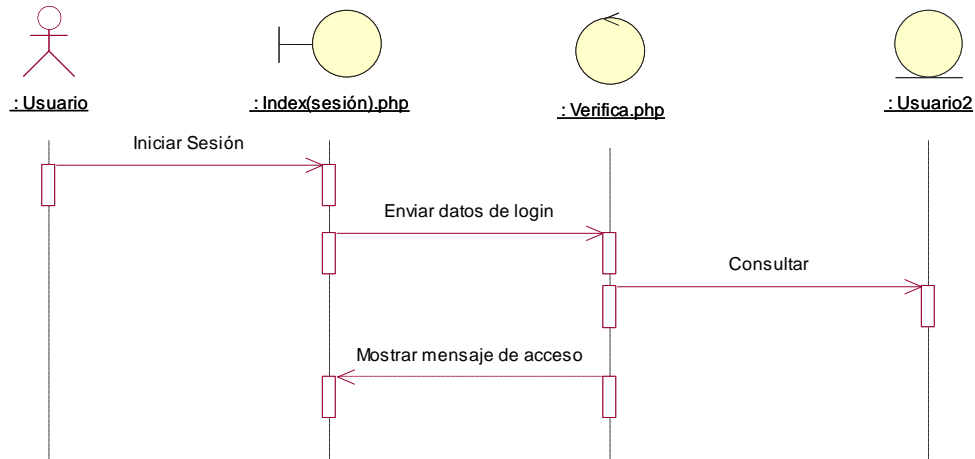 : Usuario
: Index(sesión).php
: Verifica.php
: Usuario2
Iniciar Sesión
Enviar datos de login
Consultar
Mostrar mensaje de acceso